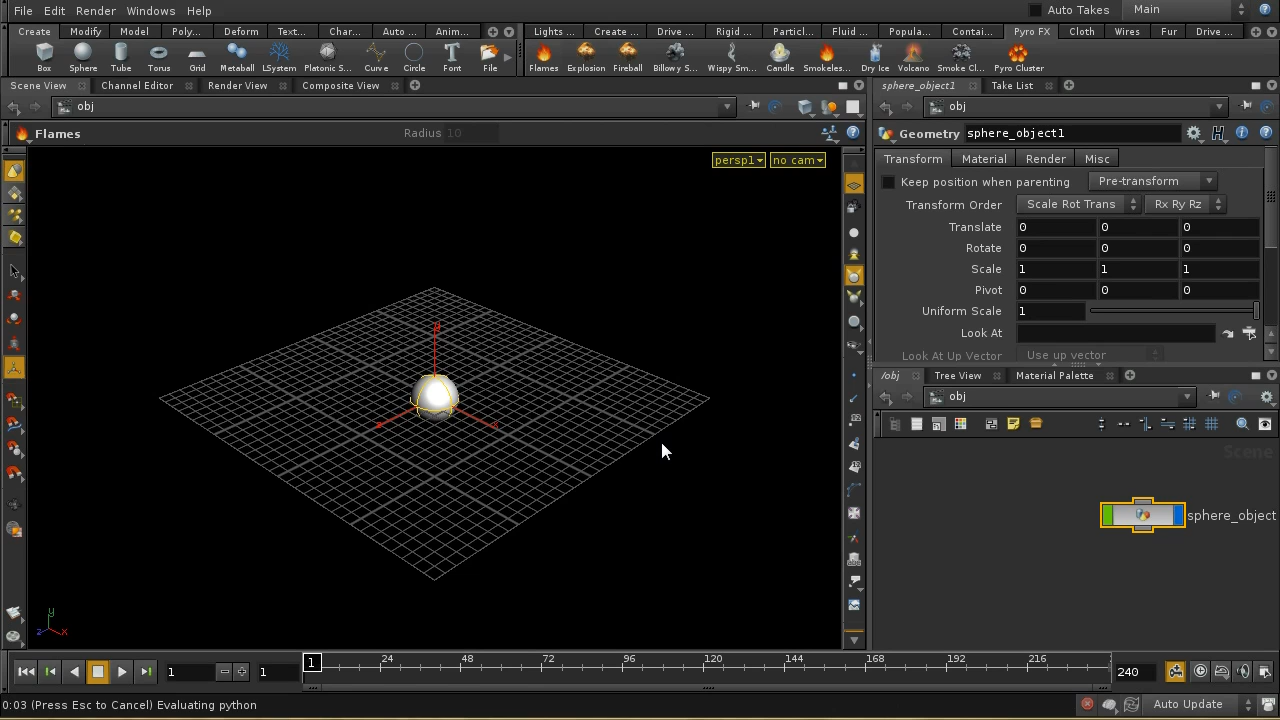 File Edit Render Windows Help Auto Takes Main
Create Modify Model Poly... Deform Text... Char... Auto ... Anim... Lights ... Create ... Drive ... Rigid ... Particl... Fluid ... Popula... Contai... Pyro FX Cloth Wires Fur Drive ...
Box Sphere Tube Torus Grid Metaball LSystem Platonic S... Curve Circle Font File Flames Explosion Fireball Billowy S... Wispy Sm... Candle Smokeles... Dry Ice Volcano Smoke Cl... Pyro Cluster
Scene View Channel Editor Render View Composite View sphere_object1 Take List
obj obj
Flames Radius 10 Geometry sphere_object1
persp1 no cam Transform Material Render Misc
Keep position when parenting Pre-transform
Transform Order Scale Rot Trans Rx Ry Rz
Translate 0 0 0
Rotate 0 0 0
Scale 1 1 1
Pivot 0 0 0
Uniform Scale 1
Look At
Look At Up Vector Use up vector
/obj Tree View Material Palette
obj
Scene
sphere_object
y
z x
1 1 1 24 48 72 96 120 144 168 192 216 240
0:03 (Press Esc to Cancel) Evaluating python Auto Update